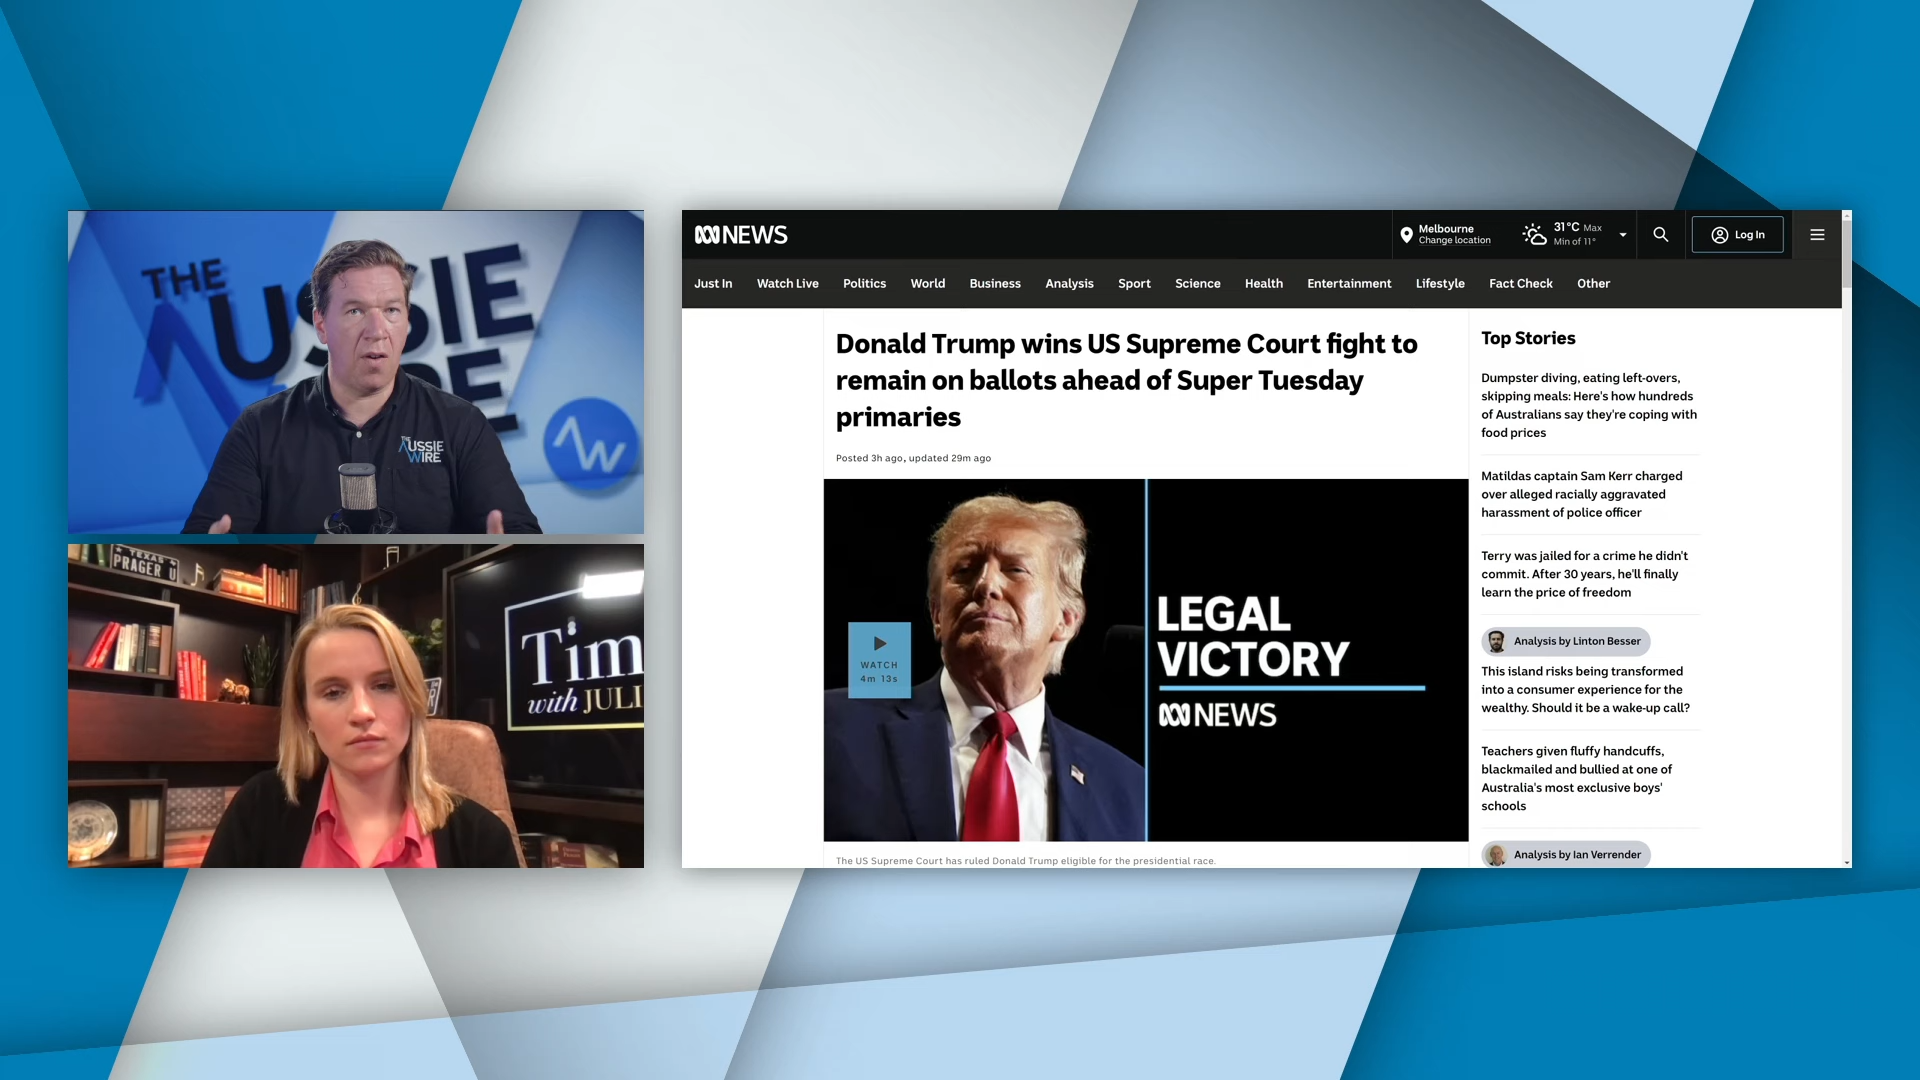 THE
AUSSIE
WIRE
THE
AUSSIE
WIRE
AW
TEXAS
PRAGER U
Tim
with JULI
NEWS
Melbourne
Change location
31°C Max
Min of 11°
Log In
Just In Watch Live Politics World Business Analysis Sport Science Health Entertainment Lifestyle Fact Check Other
Donald Trump wins US Supreme Court fight to
remain on ballots ahead of Super Tuesday
primaries
Posted 3h ago, updated 29m ago
WATCH
4m 13s
LEGAL
VICTORY
NEWS
The US Supreme Court has ruled Donald Trump eligible for the presidential race.
Top Stories
Dumpster diving, eating left-overs,
skipping meals: Here's how hundreds
of Australians say they're coping with
food prices
Matildas captain Sam Kerr charged
over alleged racially aggravated
harassment of police officer
Terry was jailed for a crime he didn't
commit. After 30 years, he'll finally
learn the price of freedom
Analysis by Linton Besser
This island risks being transformed
into a consumer experience for the
wealthy. Should it be a wake-up call?
Teachers given fluffy handcuffs,
blackmailed and bullied at one of
Australia's most exclusive boys'
schools
Analysis by Ian Verrender